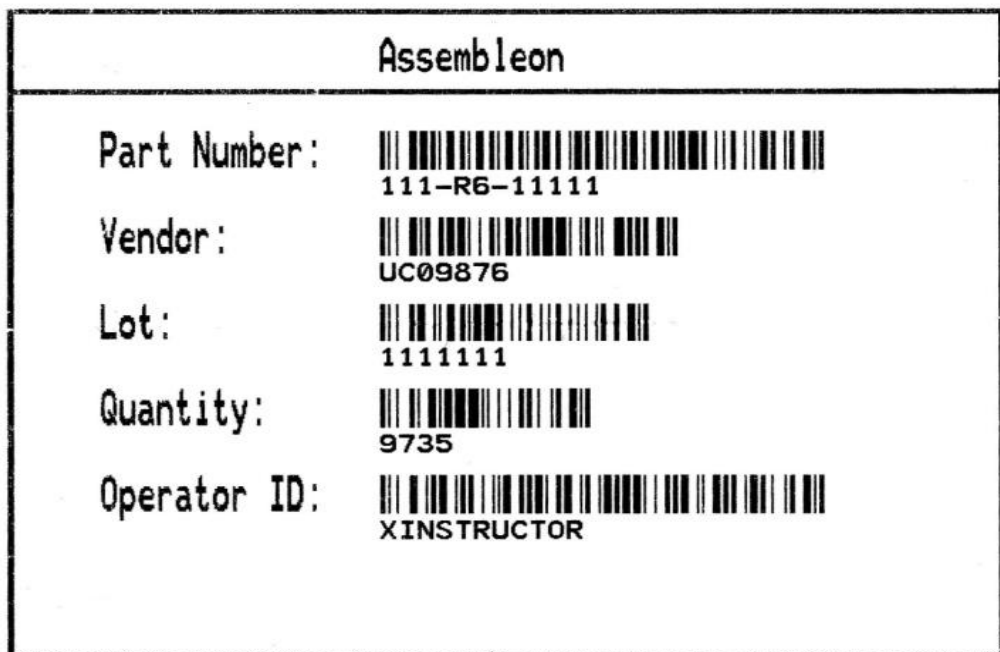 Assembleon
Part Number:
111-R6-11111
Vendor:
UC09876
Lot:
1111111
Quantity:
9735
Operator ID:
XINSTRUCTOR